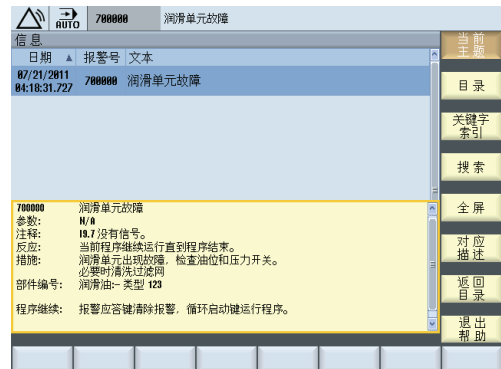 AUTO 700000 润滑单元故障
信息
日期 报警号 文本
07/21/2011
04:18:31.727 700000 润滑单元故障
700000 润滑单元故障
参数: N/A
注释: I9.7 没有信号。
反应: 当前程序继续运行直到程序结束。
措施: 润滑单元出现故障，检查油位和压力开关。
必要时清洗过滤网
部件编号: 润滑油:- 类型 123
程序继续: 报警应答键清除报警，循环启动键运行程序。
当前
主题
目录
关键字
索引
搜索
全屏
对应
描述
返回
目录
退出
帮助